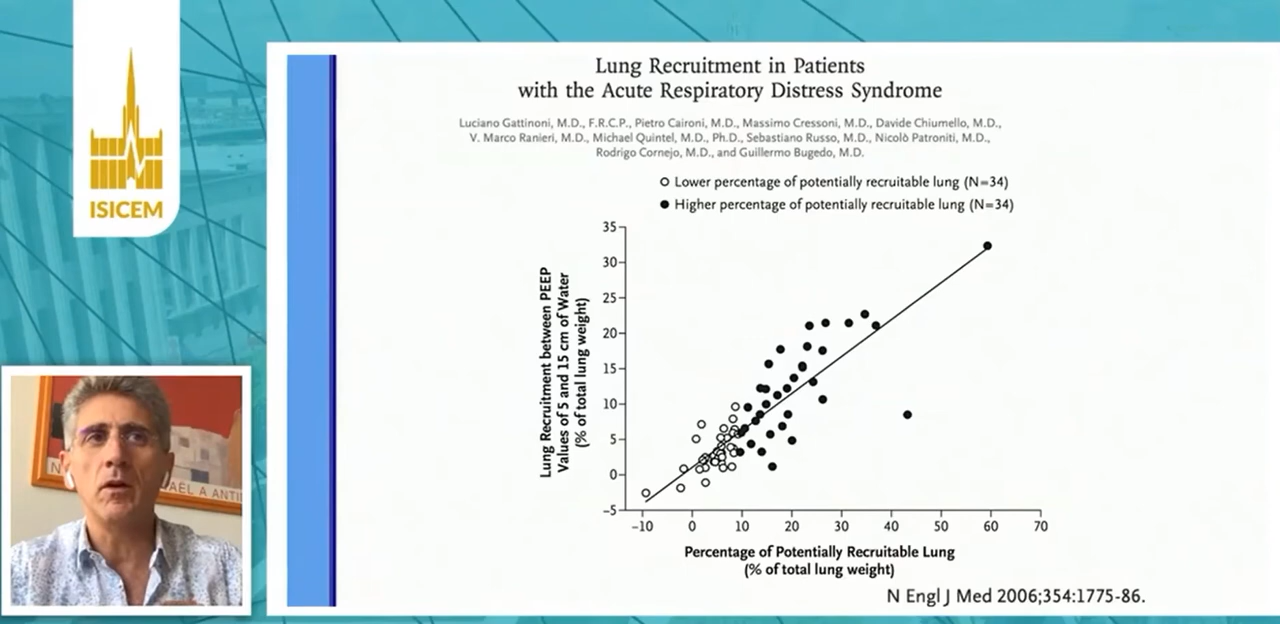 ISICEM
Lung Recruitment in Patients
with the Acute Respiratory Distress Syndrome
Luciano Gattinoni, M.D., F.R.C.P., Pietro Caironi, M.D., Massimo Cressoni, M.D., Davide Chiumello, M.D.,
V. Marco Ranieri, M.D., Michael Quintel, M.D., Ph.D., Sebastiano Russo, M.D., Nicolò Patroniti, M.D.,
Rodrigo Cornejo, M.D., and Guillermo Bugedo, M.D.
Lower percentage of potentially recruitable lung (N=34)
Higher percentage of potentially recruitable lung (N=34)
Lung Recruitment between PEEP
Values of 5 and 15 cm of Water
(% of total lung weight)
35
30
25
20
15
10
5
0
−5
−10 0 10 20 30 40 50 60 70
Percentage of Potentially Recruitable Lung
(% of total lung weight)
N Engl J Med 2006;354:1775-86.